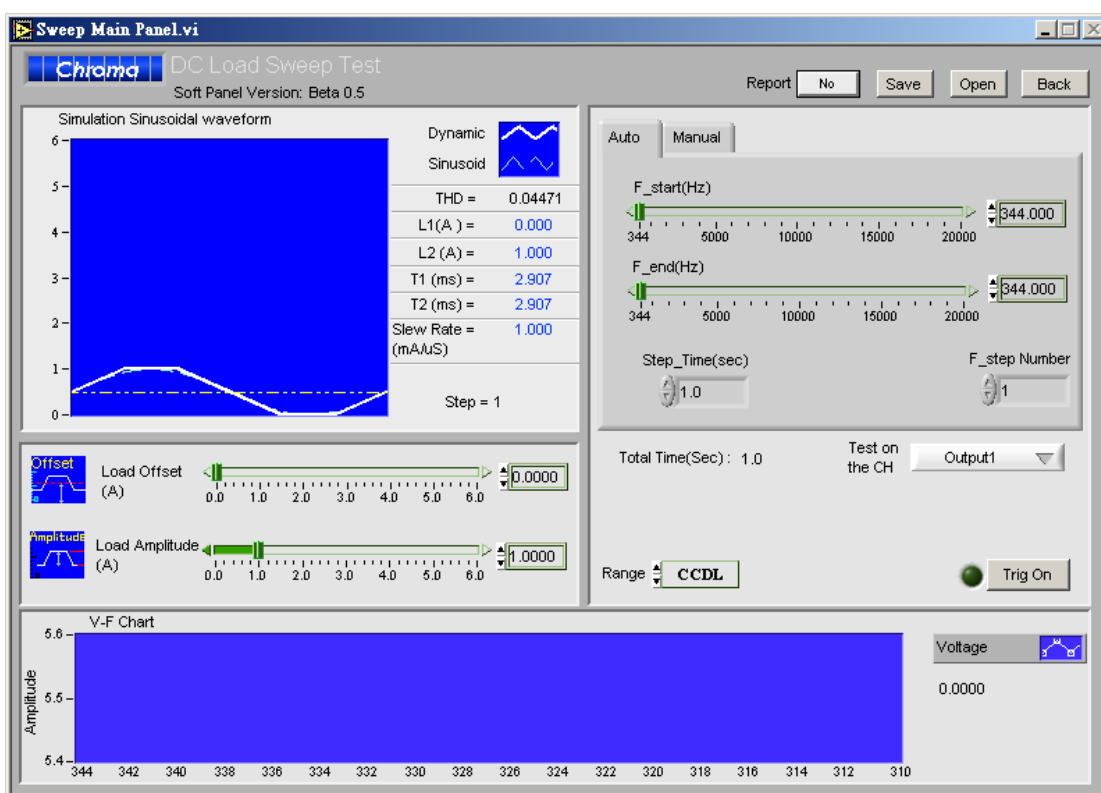 Sweep Main Panel.vi
Chroma DC Load Sweep Test
Soft Panel Version: Beta 0.5
Report No Save Open Back
Simulation Sinusoidal waveform
6
5
4
3
2
1
0
Dynamic
Sinusoid
THD = 0.04471
L1(A ) = 0.000
L2 (A) = 1.000
T1 (ms) = 2.907
T2 (ms) = 2.907
Slew Rate = 1.000
(mA/uS)
Step = 1
Auto Manual
F_start(Hz)
344.000
344 5000 10000 15000 20000
F_end(Hz)
344.000
344 5000 10000 15000 20000
Step_Time(sec) F_step Number
1.0 1
Offset
Load Offset
(A)
0.0000
0.0 1.0 2.0 3.0 4.0 5.0 6.0
Amplitude
Load Amplitude
(A)
1.0000
0.0 1.0 2.0 3.0 4.0 5.0 6.0
Total Time(Sec) : 1.0
Test on
the CH
Output1
Range CCDL
Trig On
V-F Chart
Amplitude
5.6
5.5
5.4
344 342 340 338 336 334 332 330 328 326 324 322 320 318 316 314 312 310
Voltage
0.0000